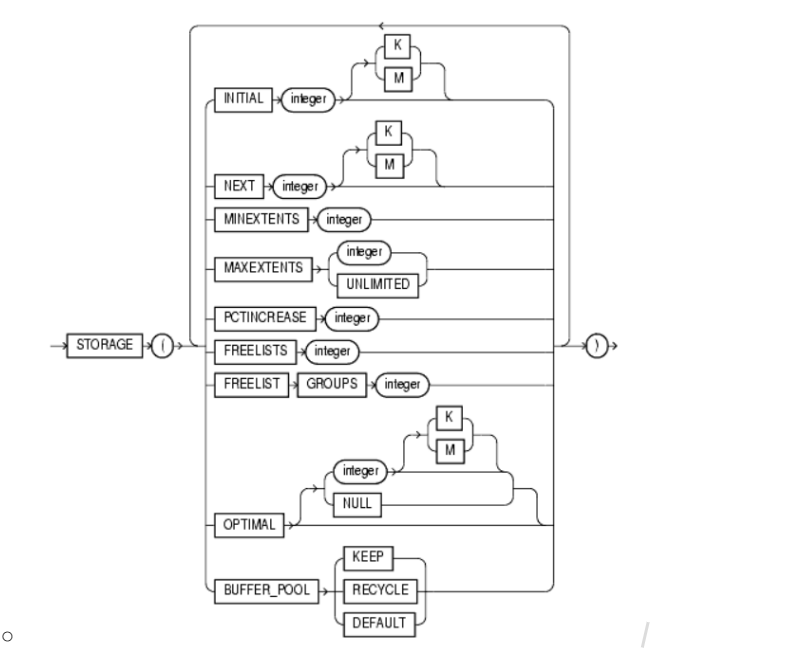 K
M
INITIAL integer
K
M
NEXT integer
MINEXTENTS integer
integer
MAXEXTENTS
UNLIMITED
PCTINCREASE integer
STORAGE ( )
FREELISTS integer
FREELIST GROUPS integer
K
M
integer
NULL
OPTIMAL
KEEP
BUFFER_POOL RECYCLE
DEFAULT